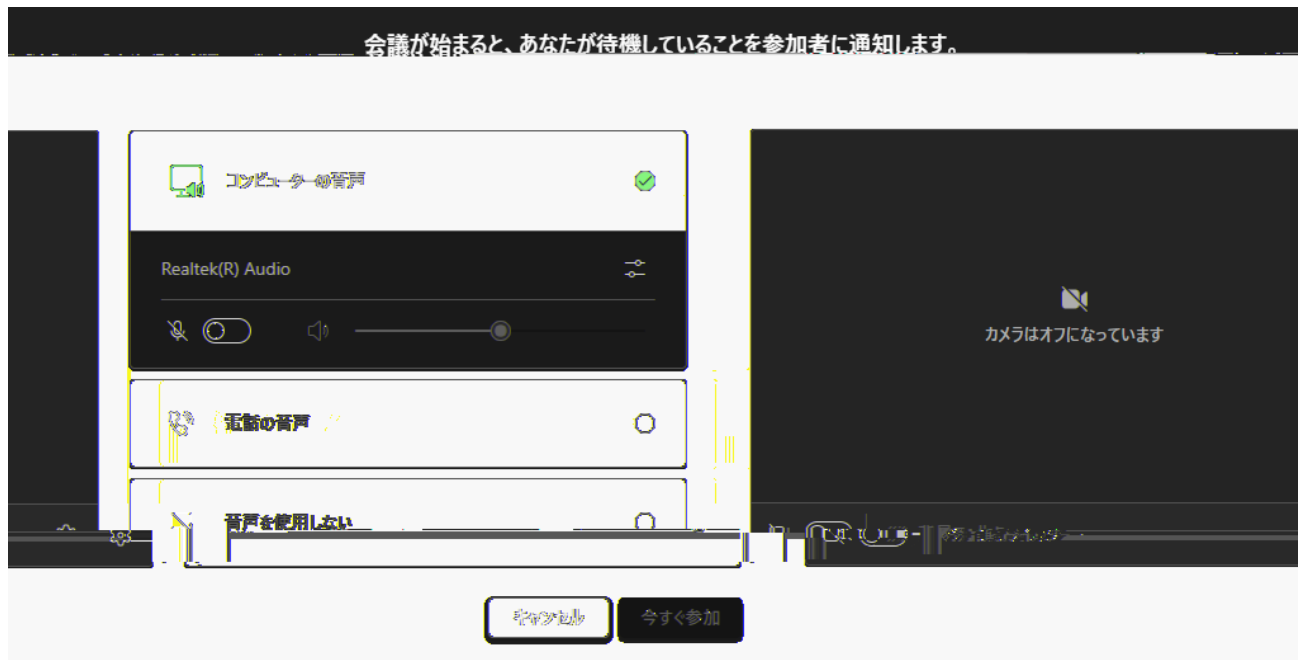 会議が始まると、あなたが待機していることを参加者に通知します。
コンピューターの音声
Realtek(R) Audio
カメラはオフになっています
電話の音声
音声を使用しない
キャンセル
今すぐ参加